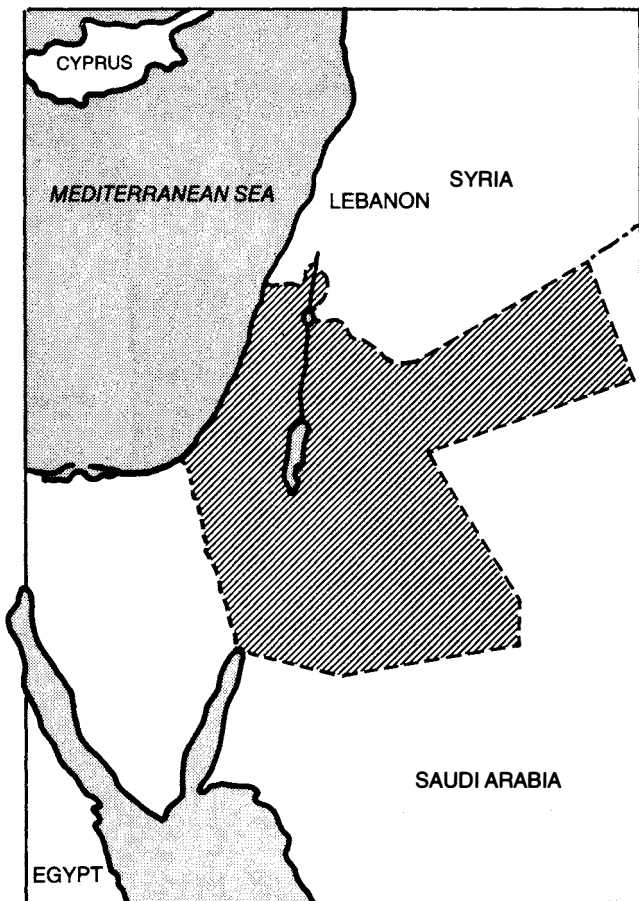 CYPRUS
MEDITERRANEAN SEA
SYRIA
LEBANON
SAUDI ARABIA
EGYPT